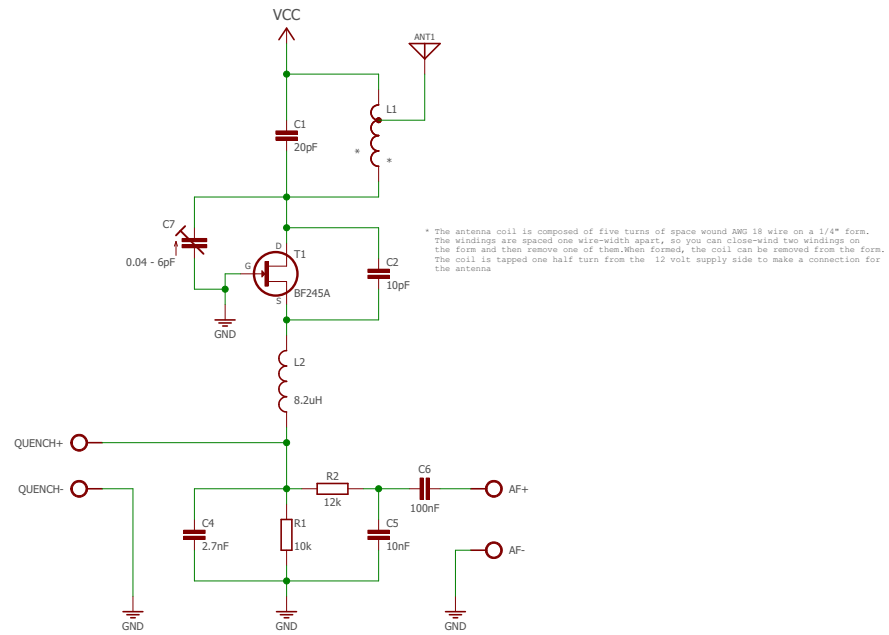 VCC
ANT1
L1
C1
20pF
*
*
C7
0.04 - 6pF
D
T1
G
S
BF245A
C2
10pF
GND
* The antenna coil is composed of five turns of space wound AWG 18 wire on a 1/4" form.
The windings are spaced one wire-width apart, so you can close-wind two windings on
the form and then remove one of them.When formed, the coil can be removed from the form.
The coil is tapped one half turn from the 12 volt supply side to make a connection for
the antenna
L2
8.2uH
QUENCH+
QUENCH-
R2
12k
C6
100nF
AF+
C4
2.7nF
R1
10k
C5
10nF
AF-
GND
GND
GND